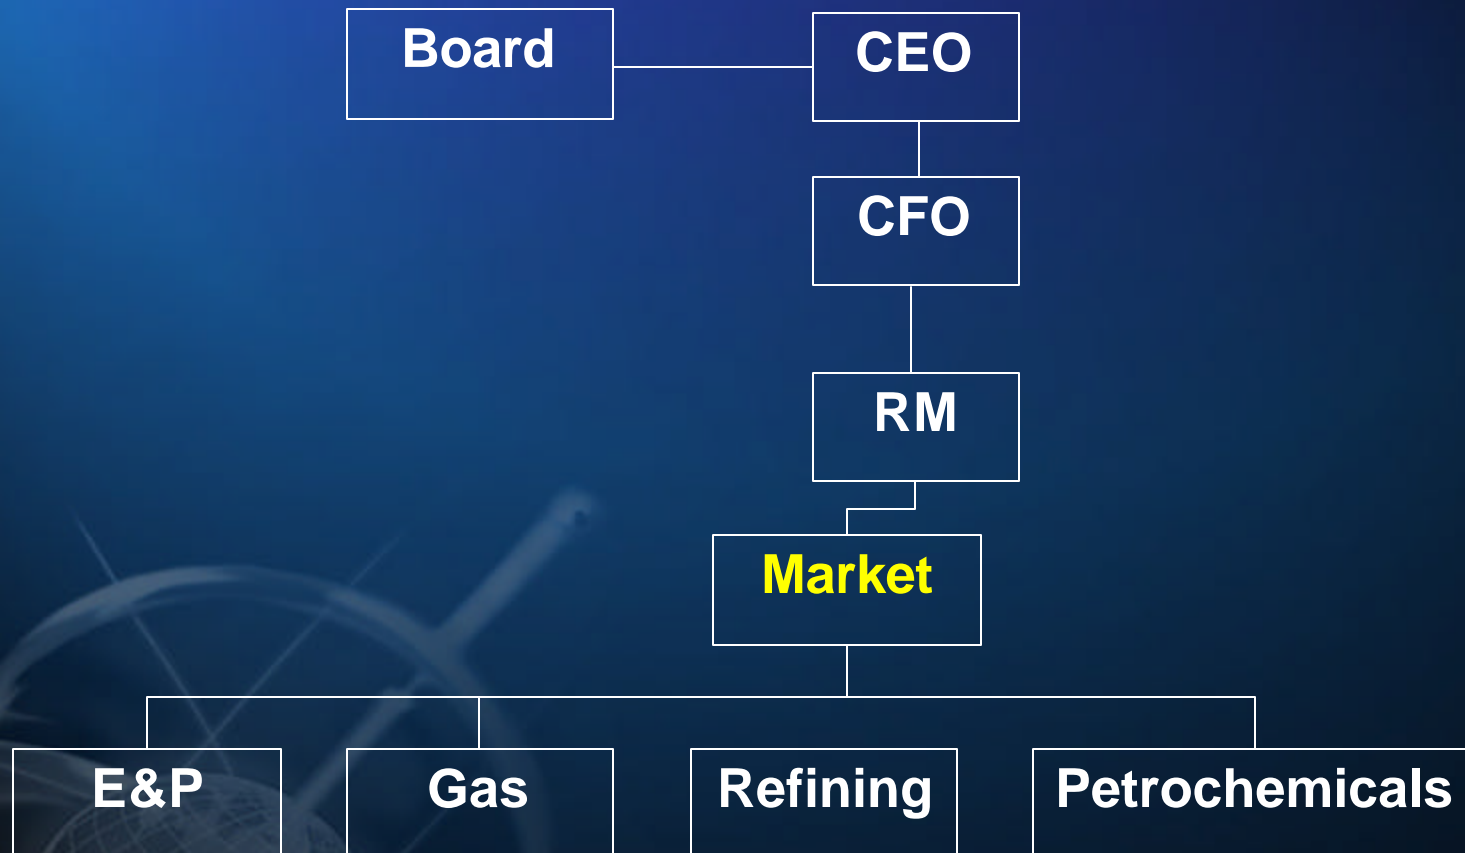 Board
CEO
CFO
RM
Market
E&P
Gas
Refining
Petrochemicals